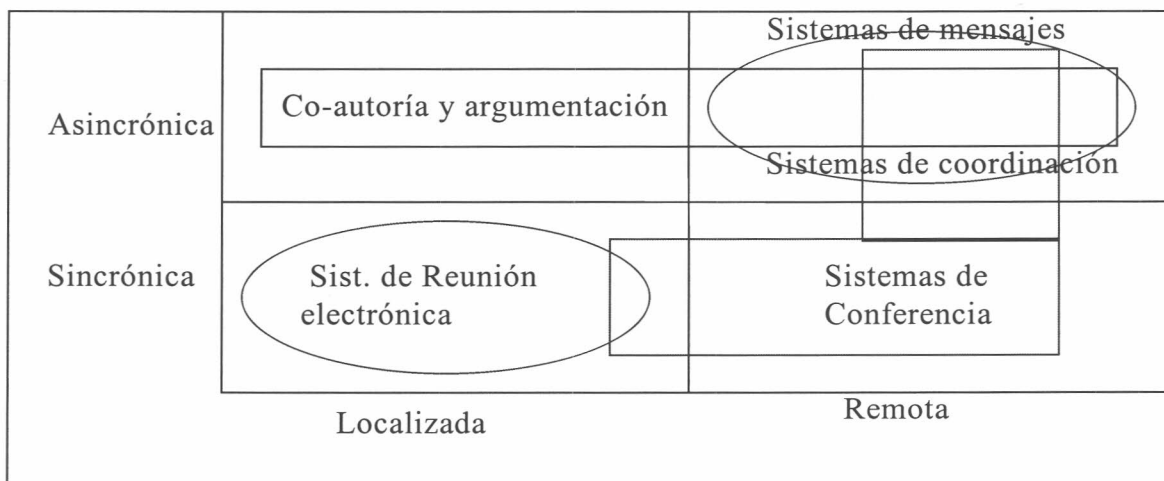 Sistemas de mensajes
Co-autoría y argumentación
Asincrónica
Sistemas de coordinación
Sincrónica
Sist. de Reunión
electrónica
Sistemas de
Conferencia
Localizada
Remota